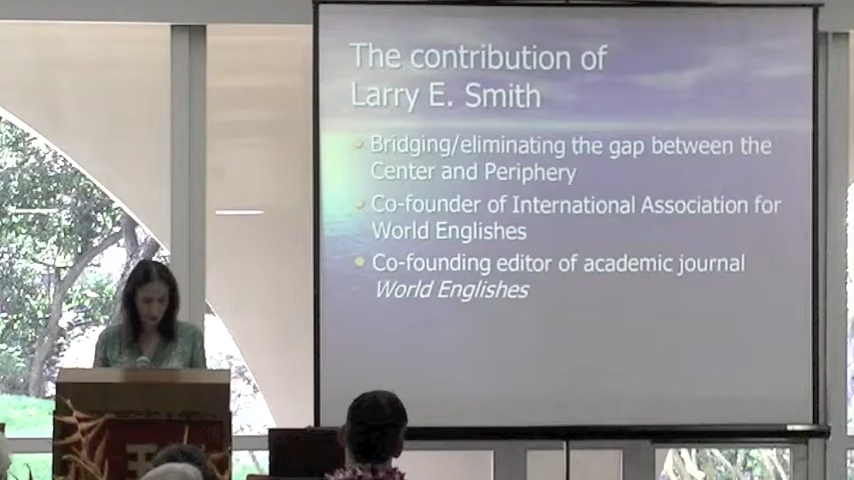 The contribution of
Larry E. Smith
Bridging/eliminating the gap between the
Center and Periphery
Co-founder of International Association for
World Englishes
Co-founding editor of academic journal
World Englishes